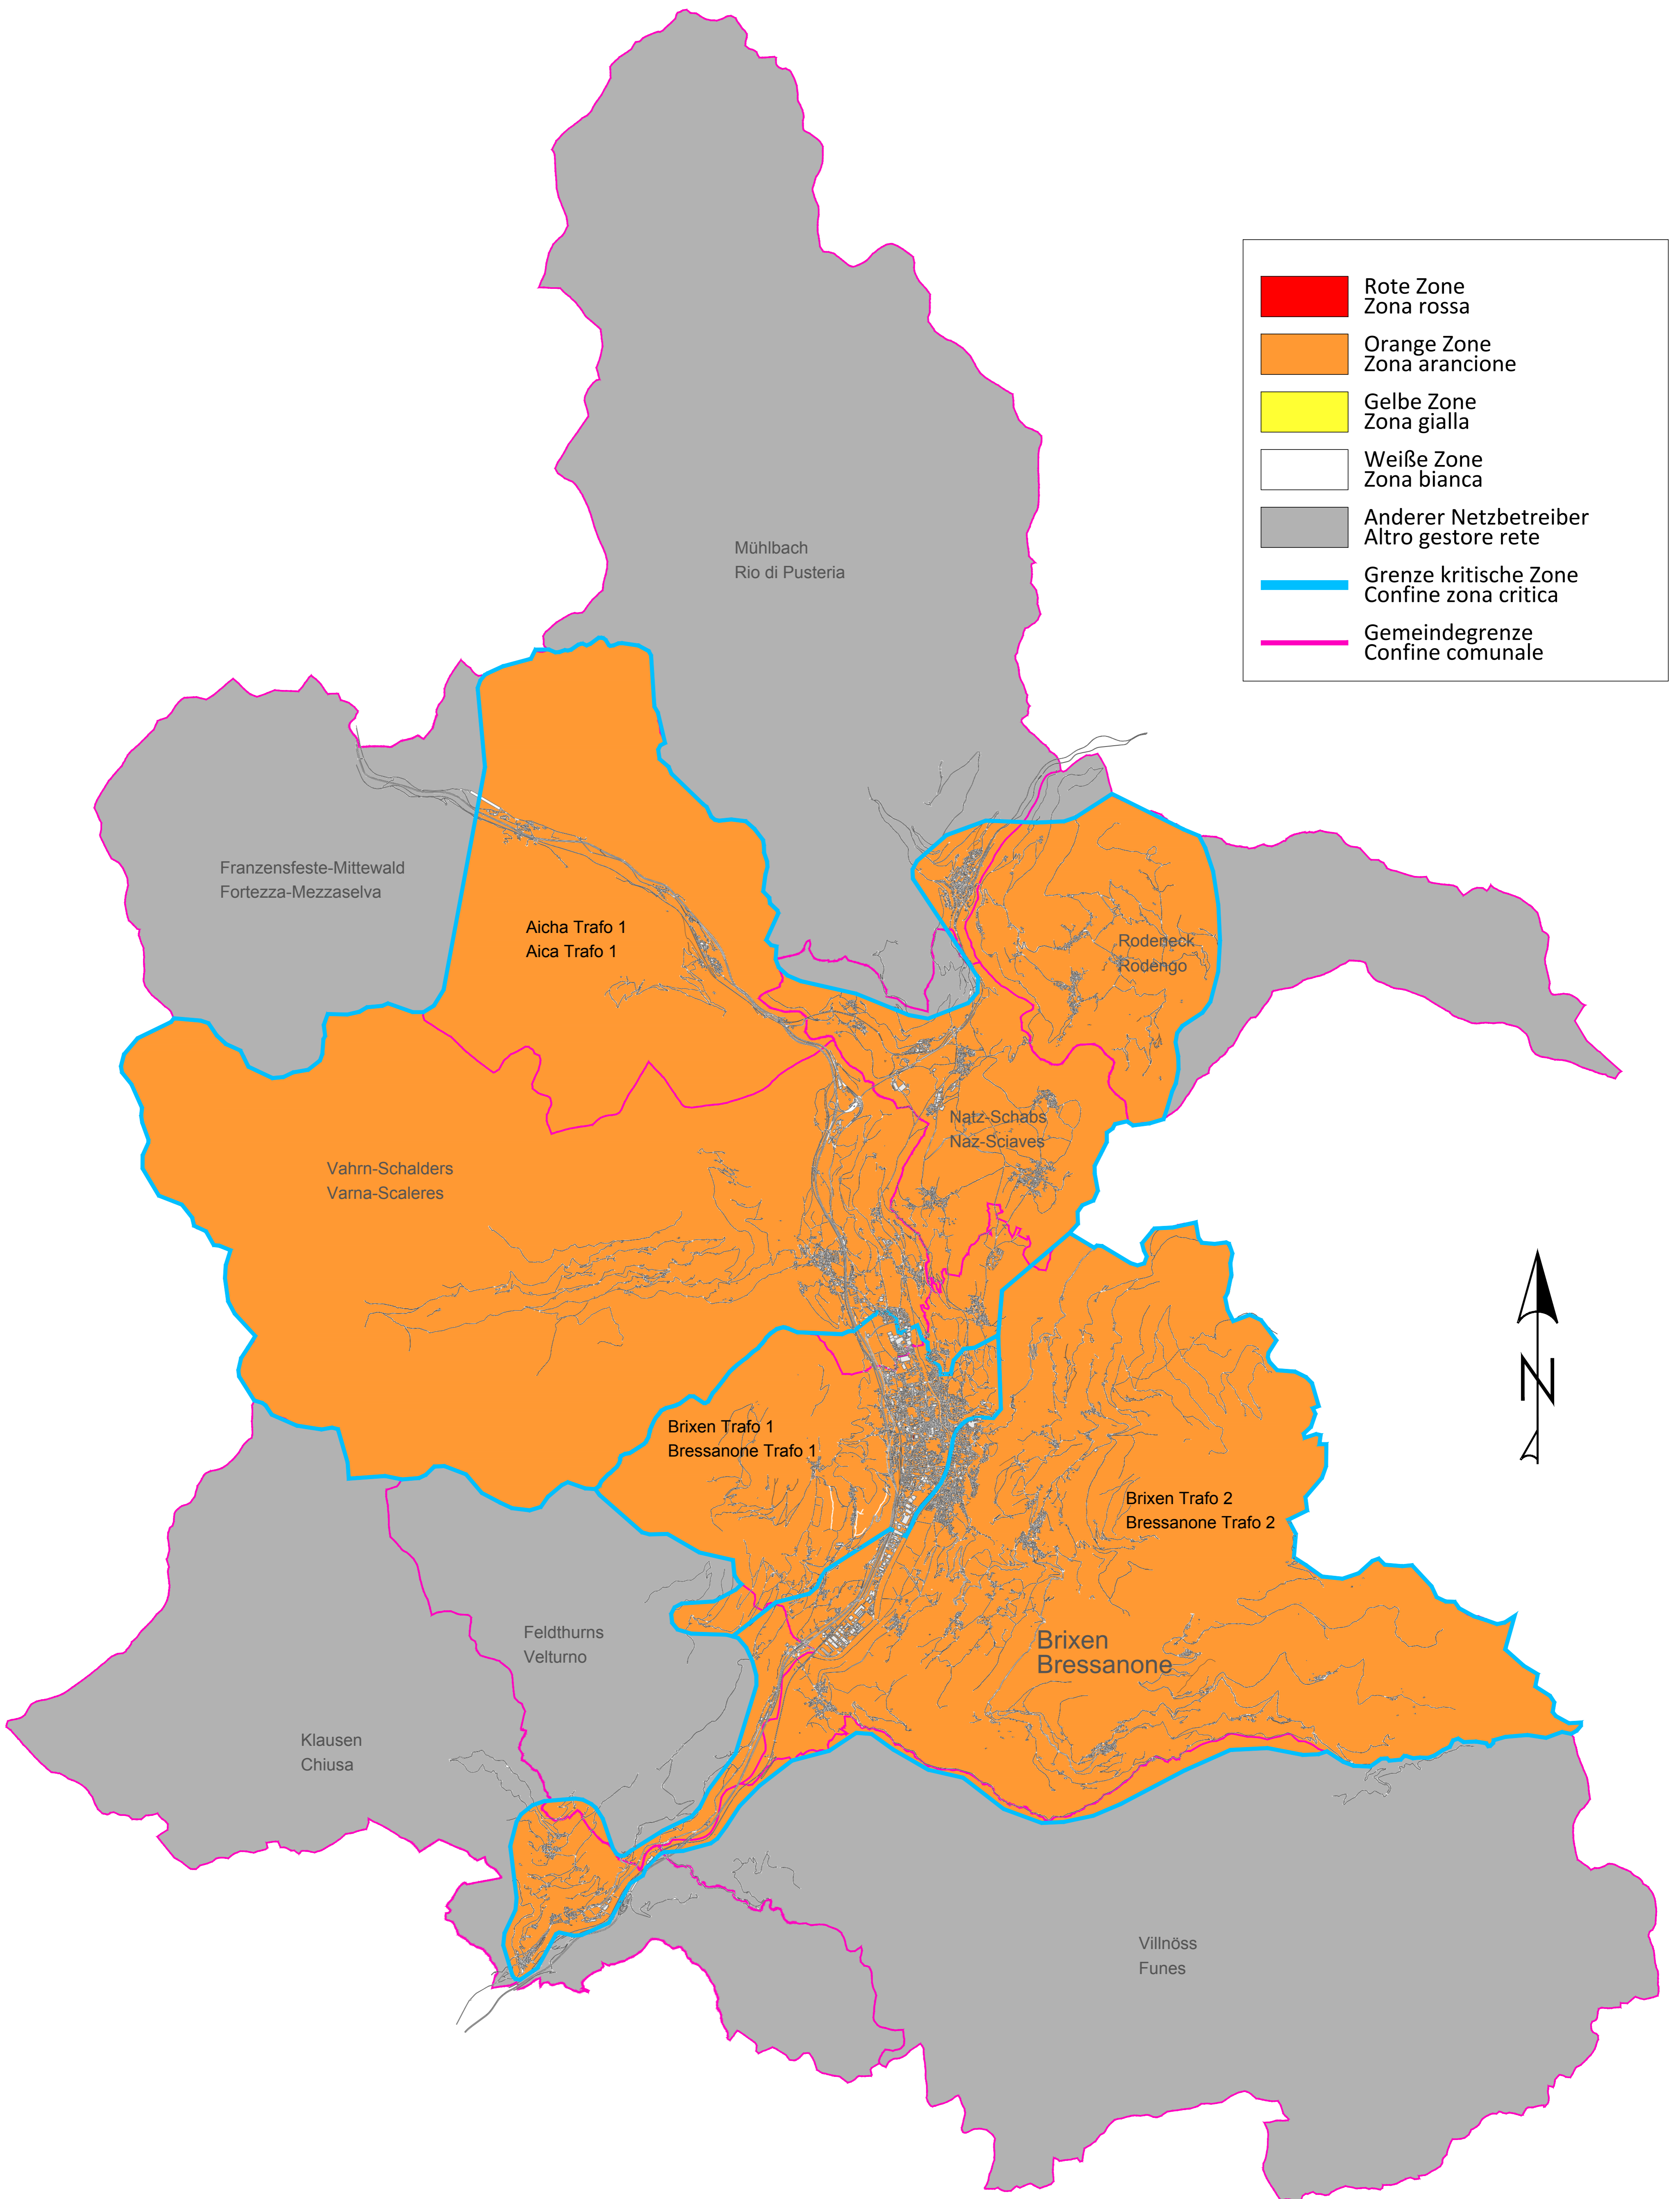 Rote Zone
Zona rossa
Orange Zone
Zona arancione
Gelbe Zone
Zona gialla
Weiße Zone
Zona bianca
Anderer Netzbetreiber
Altro gestore rete
Grenze kritische Zone
Confine zona critica
Gemeindegrenze
Confine comunale
Mühlbach
Rio di Pusteria
Franzensfeste-Mittewald
Fortezza-Mezzaselva
Aicha Trafo 1
Aica Trafo 1
Rodeneck
Rodengo
Natz-Schabs
Naz-Sciaves
Vahrn-Schalders
Varna-Scaleres
N
Brixen Trafo 1
Bressanone Trafo 1
Brixen Trafo 2
Bressanone Trafo 2
Brixen
Bressanone
Feldthurns
Velturno
Klausen
Chiusa
Villnöss
Funes